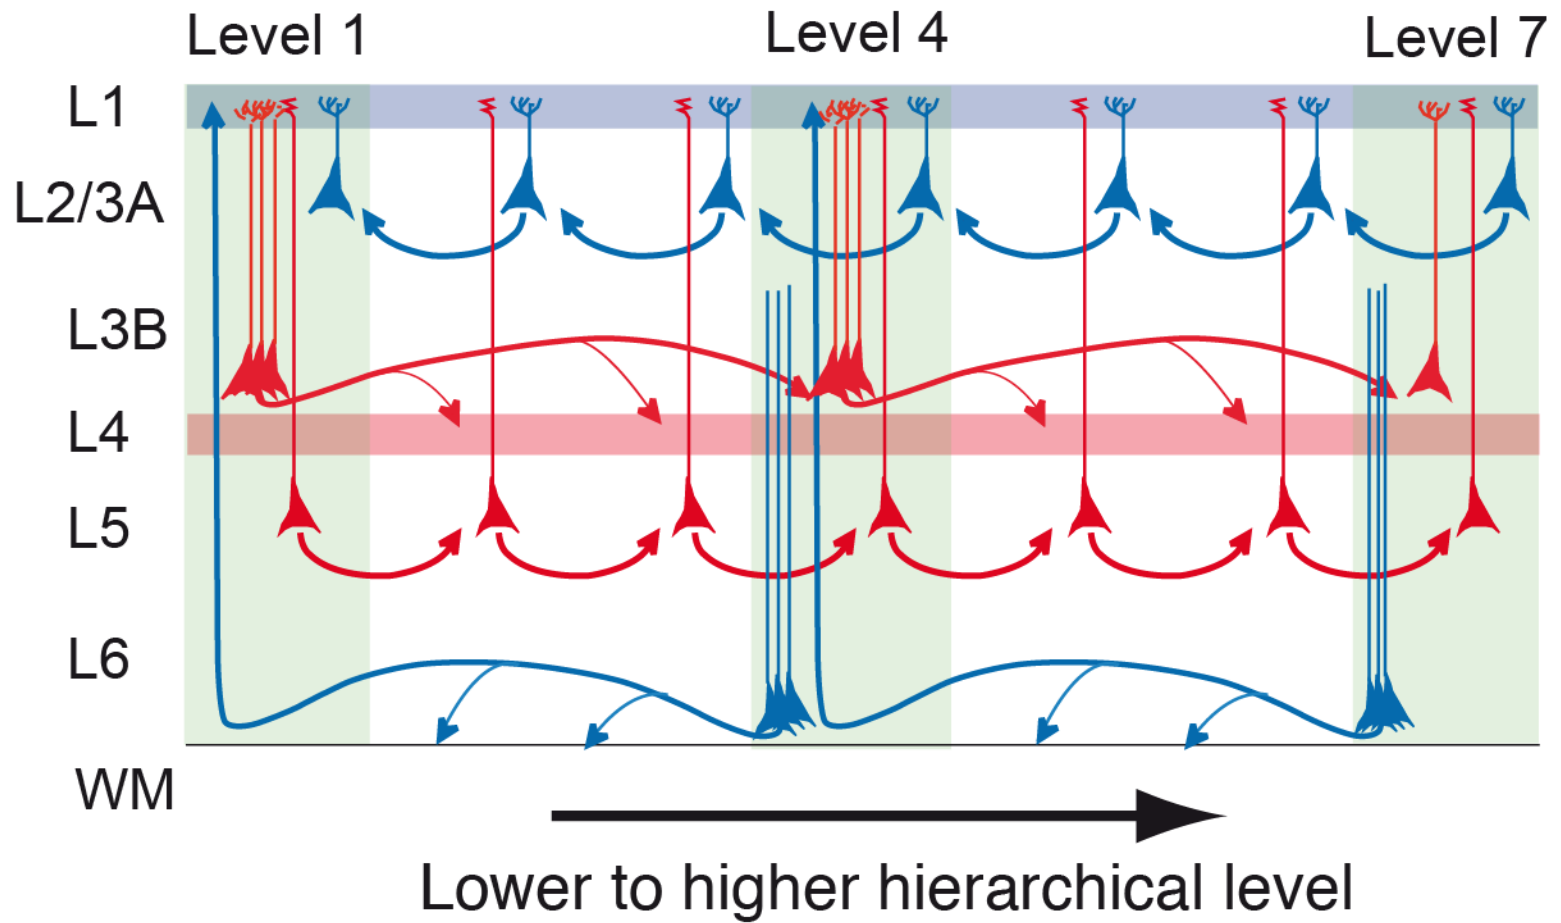 Level 1
Level 4
Level 7
L1
L2/3A
L3B
L4
L5
L6
WM
Lower to higher hierarchical level